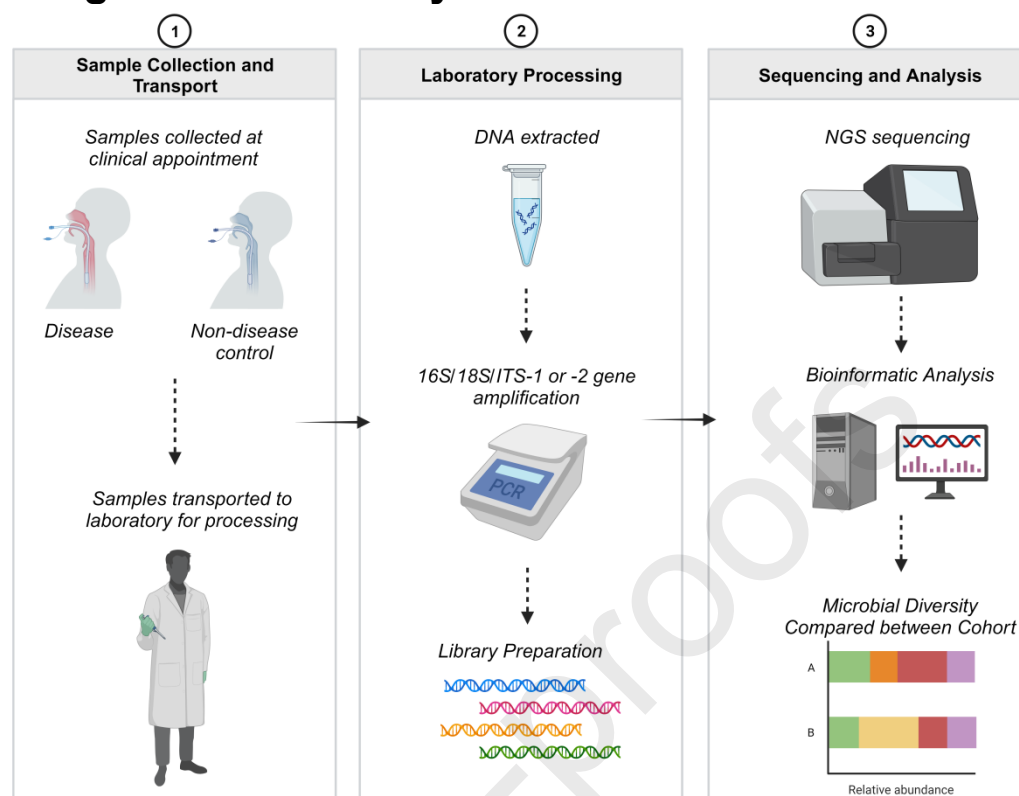 1
Sample Collection and
Transport
Samples collected at
clinical appointment
Disease
Non-disease
control
Samples transported to
laboratory for processing
2
Laboratory Processing
DNA extracted
16S/18S/ITS-1 or -2 gene
amplification
PCR
Library Preparation
3
Sequencing and Analysis
NGS sequencing
Bioinformatic Analysis
Microbial Diversity
Compared between Cohort
A
B
Relative abundance
proofs